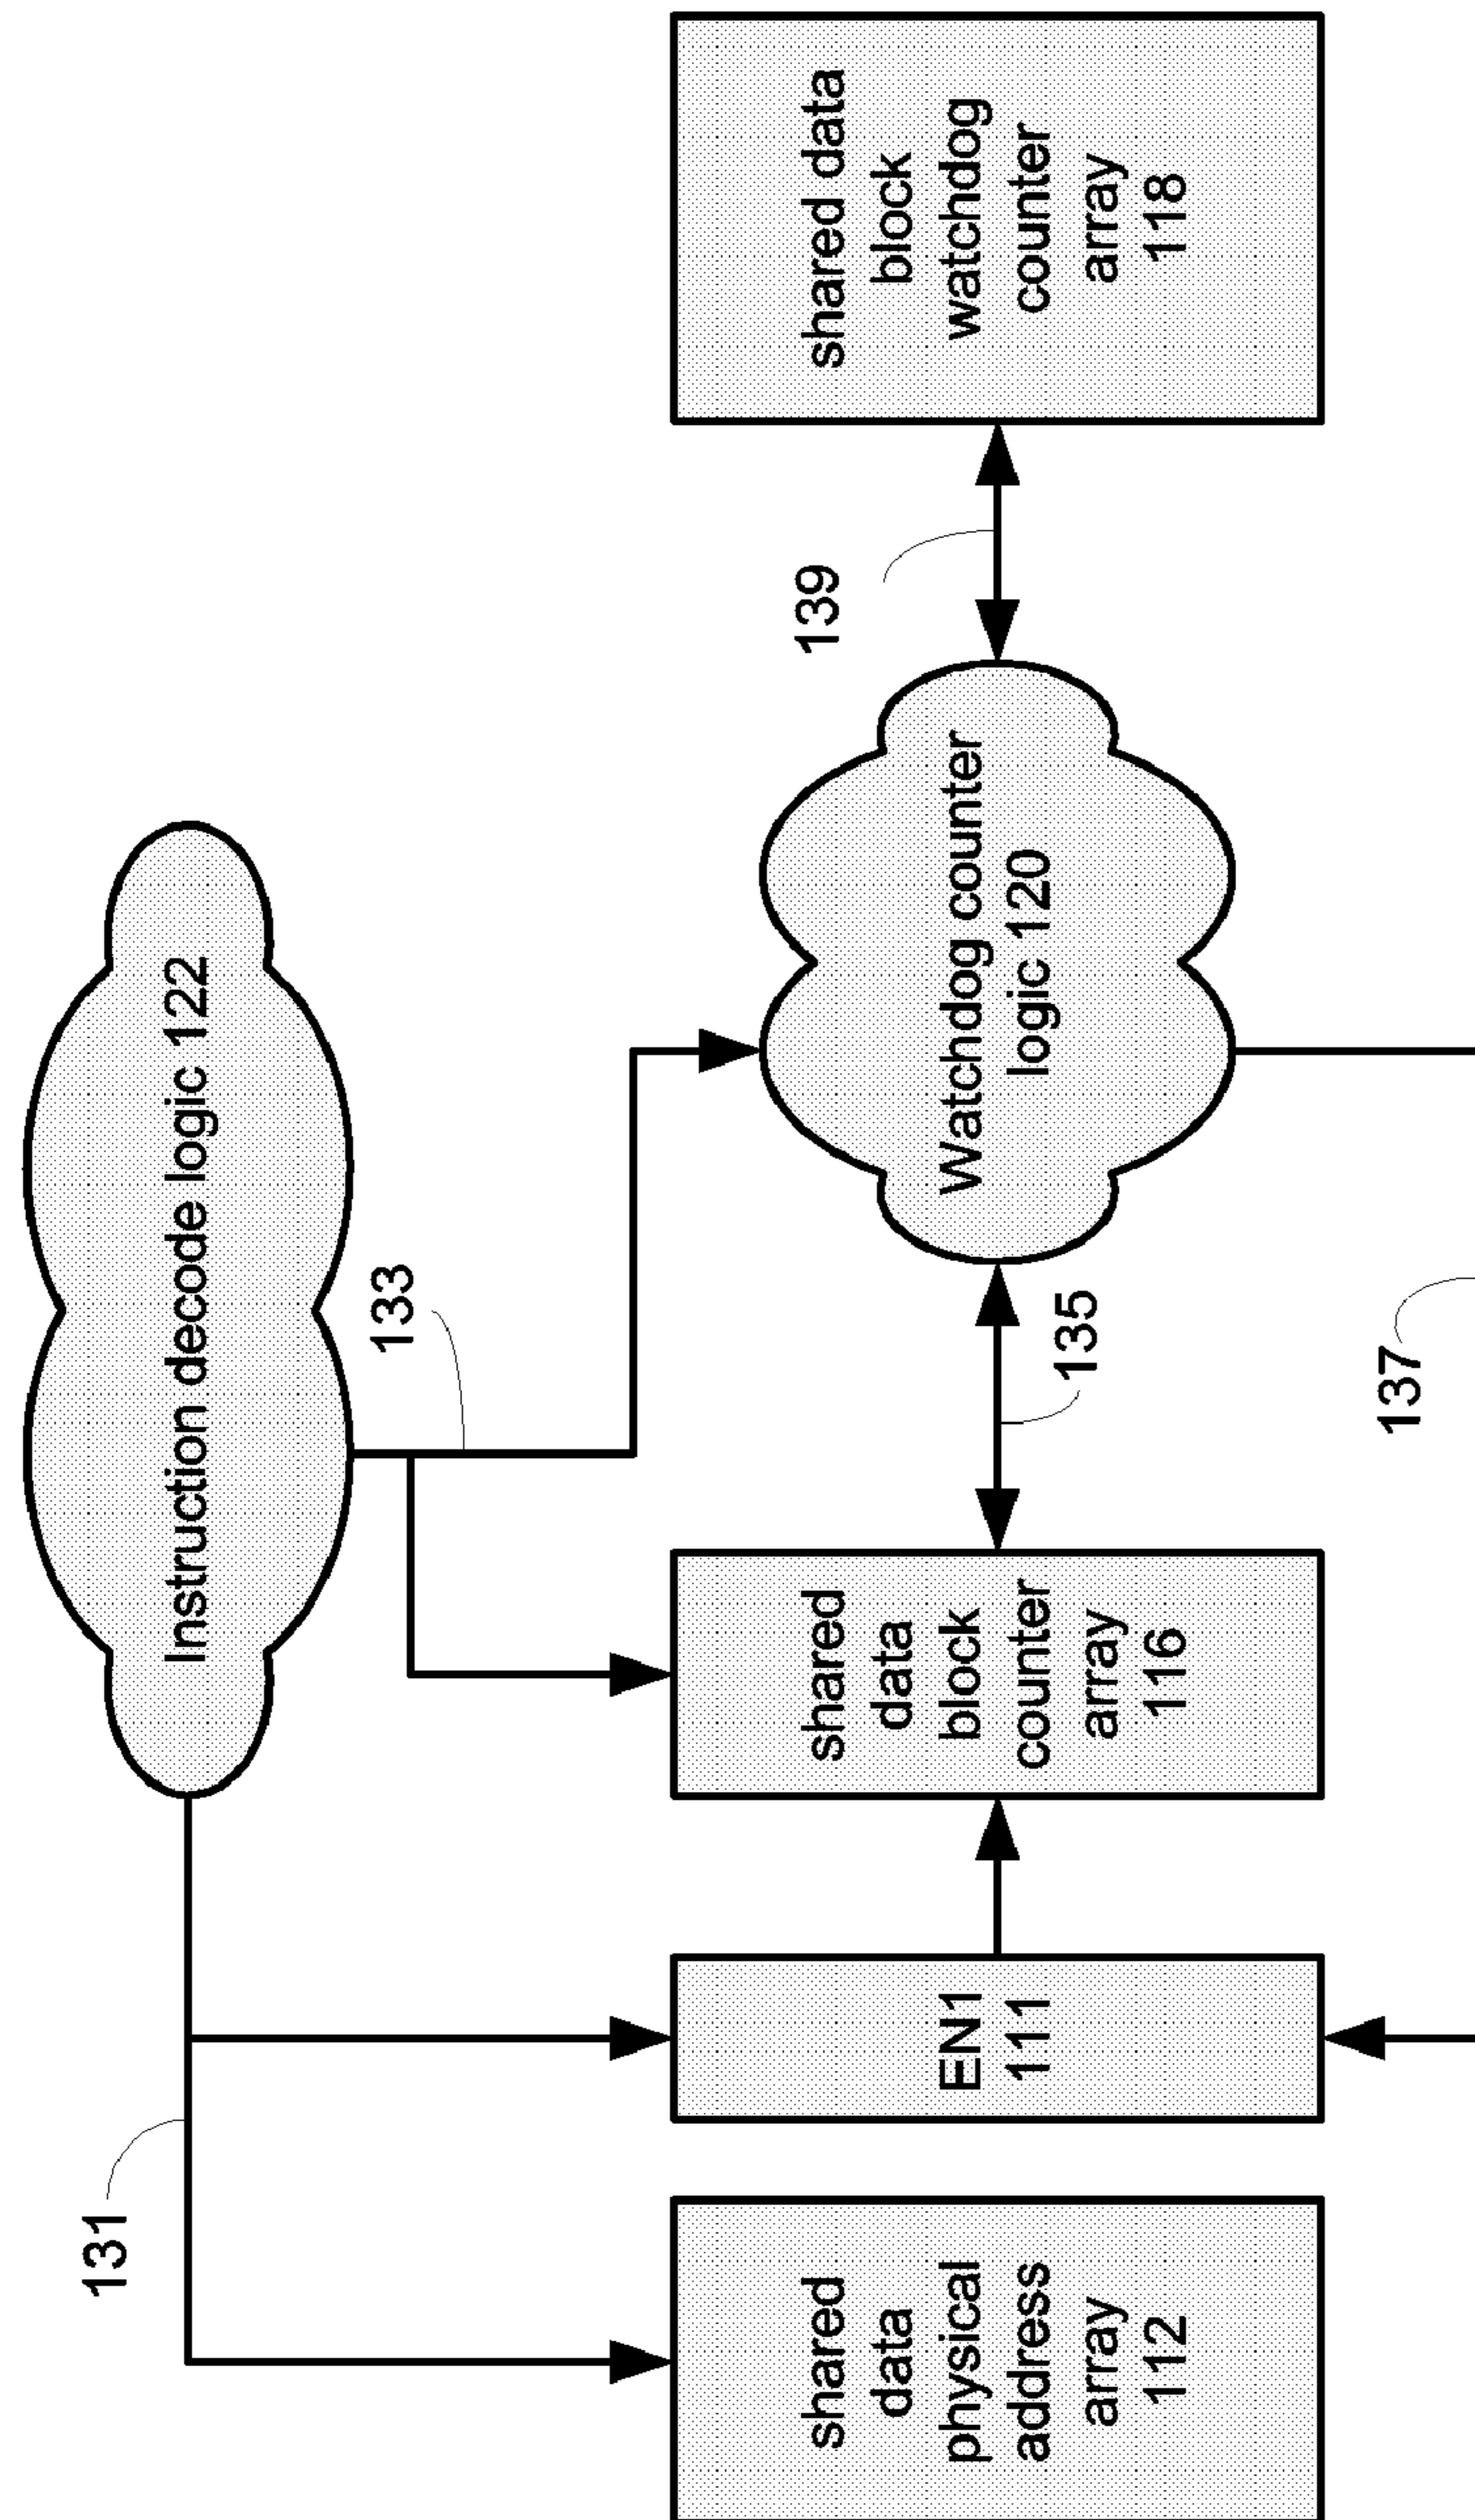 Instruction decode logic 122
131
133
shared
data
physical
address
array
112
EN1
111
shared
data
block
counter
array
116
135
Watchdog counter
logic 120
139
shared data
block
watchdog
counter
array
118
137